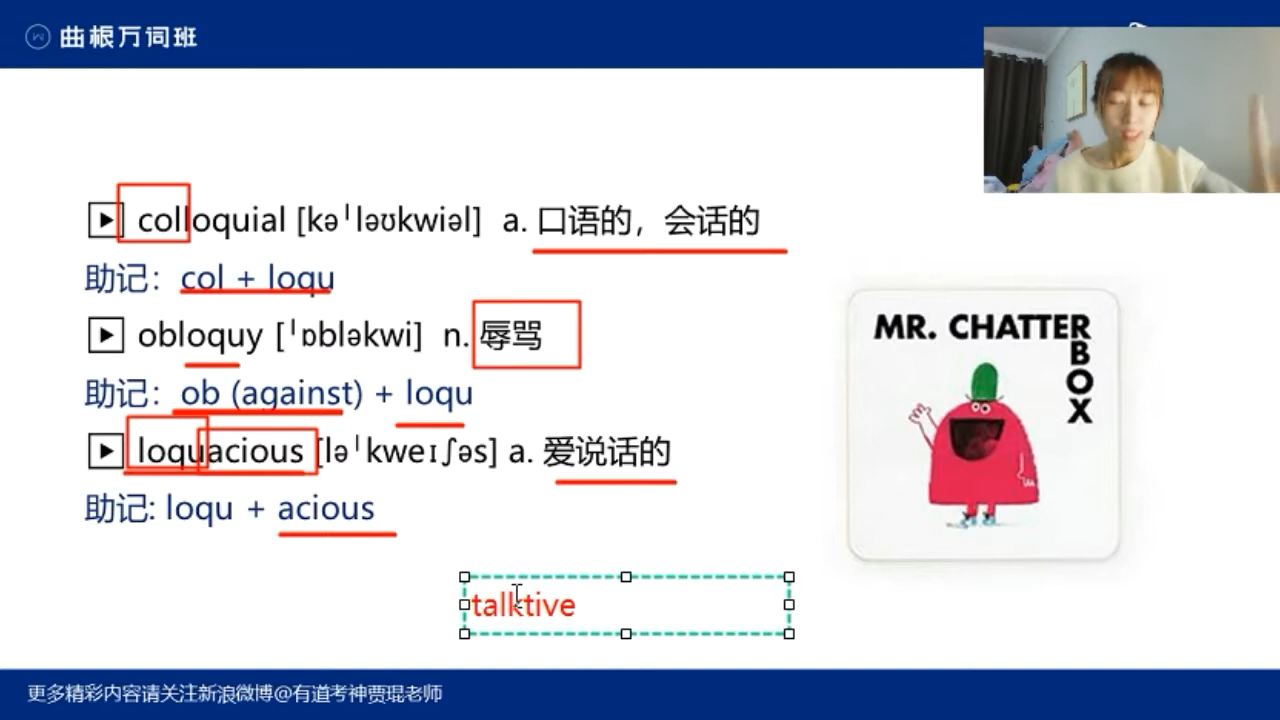 曲根万词班
colloquial [kəˈləʊkwiəl] a. 口语的，会话的
助记：col + loqu
obloquy [ˈɒbləkwi] n. 辱骂
助记：ob (against) + loqu
loquacious [ləˈkweɪʃəs] a. 爱说话的
助记: loqu + acious
MR. CHATTERBOX
talktive
更多精彩内容请关注新浪微博@有道考神贾琨老师